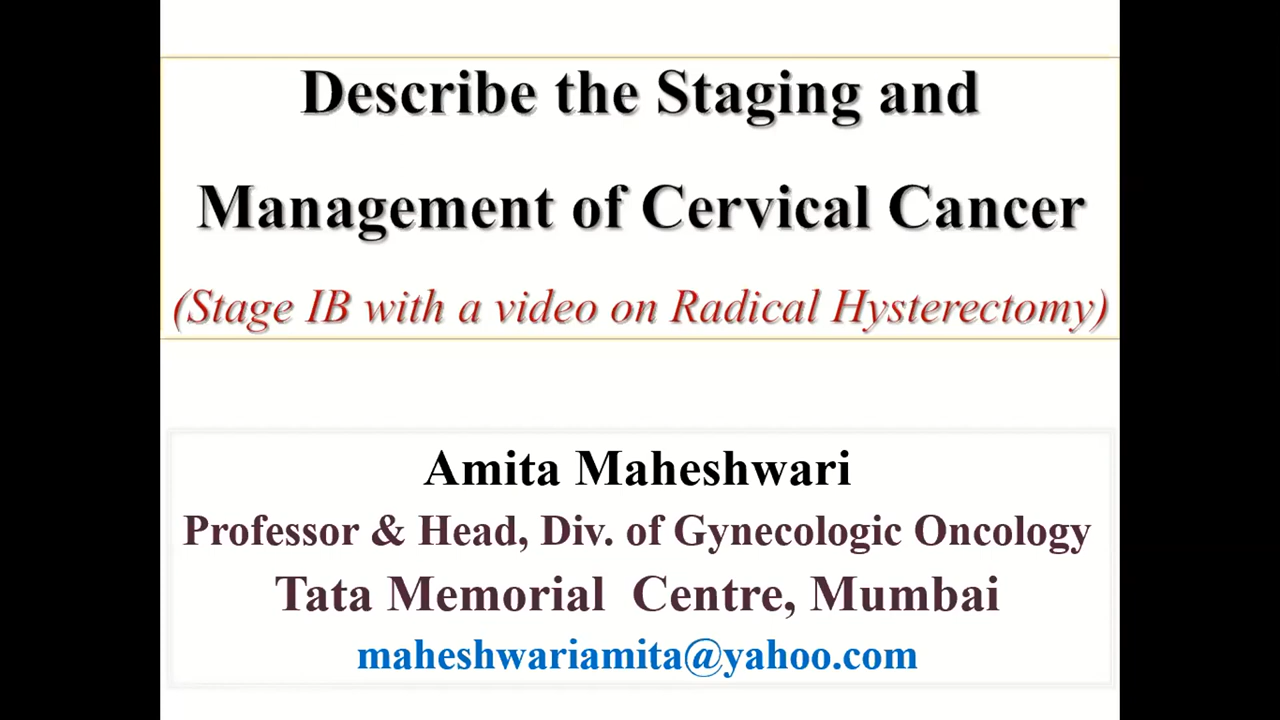 Describe the Staging and
Management of Cervical Cancer
(Stage IB with a video on Radical Hysterectomy)
Amita Maheshwari
Professor & Head, Div. of Gynecologic Oncology
Tata Memorial Centre, Mumbai
maheshwariamita@yahoo.com